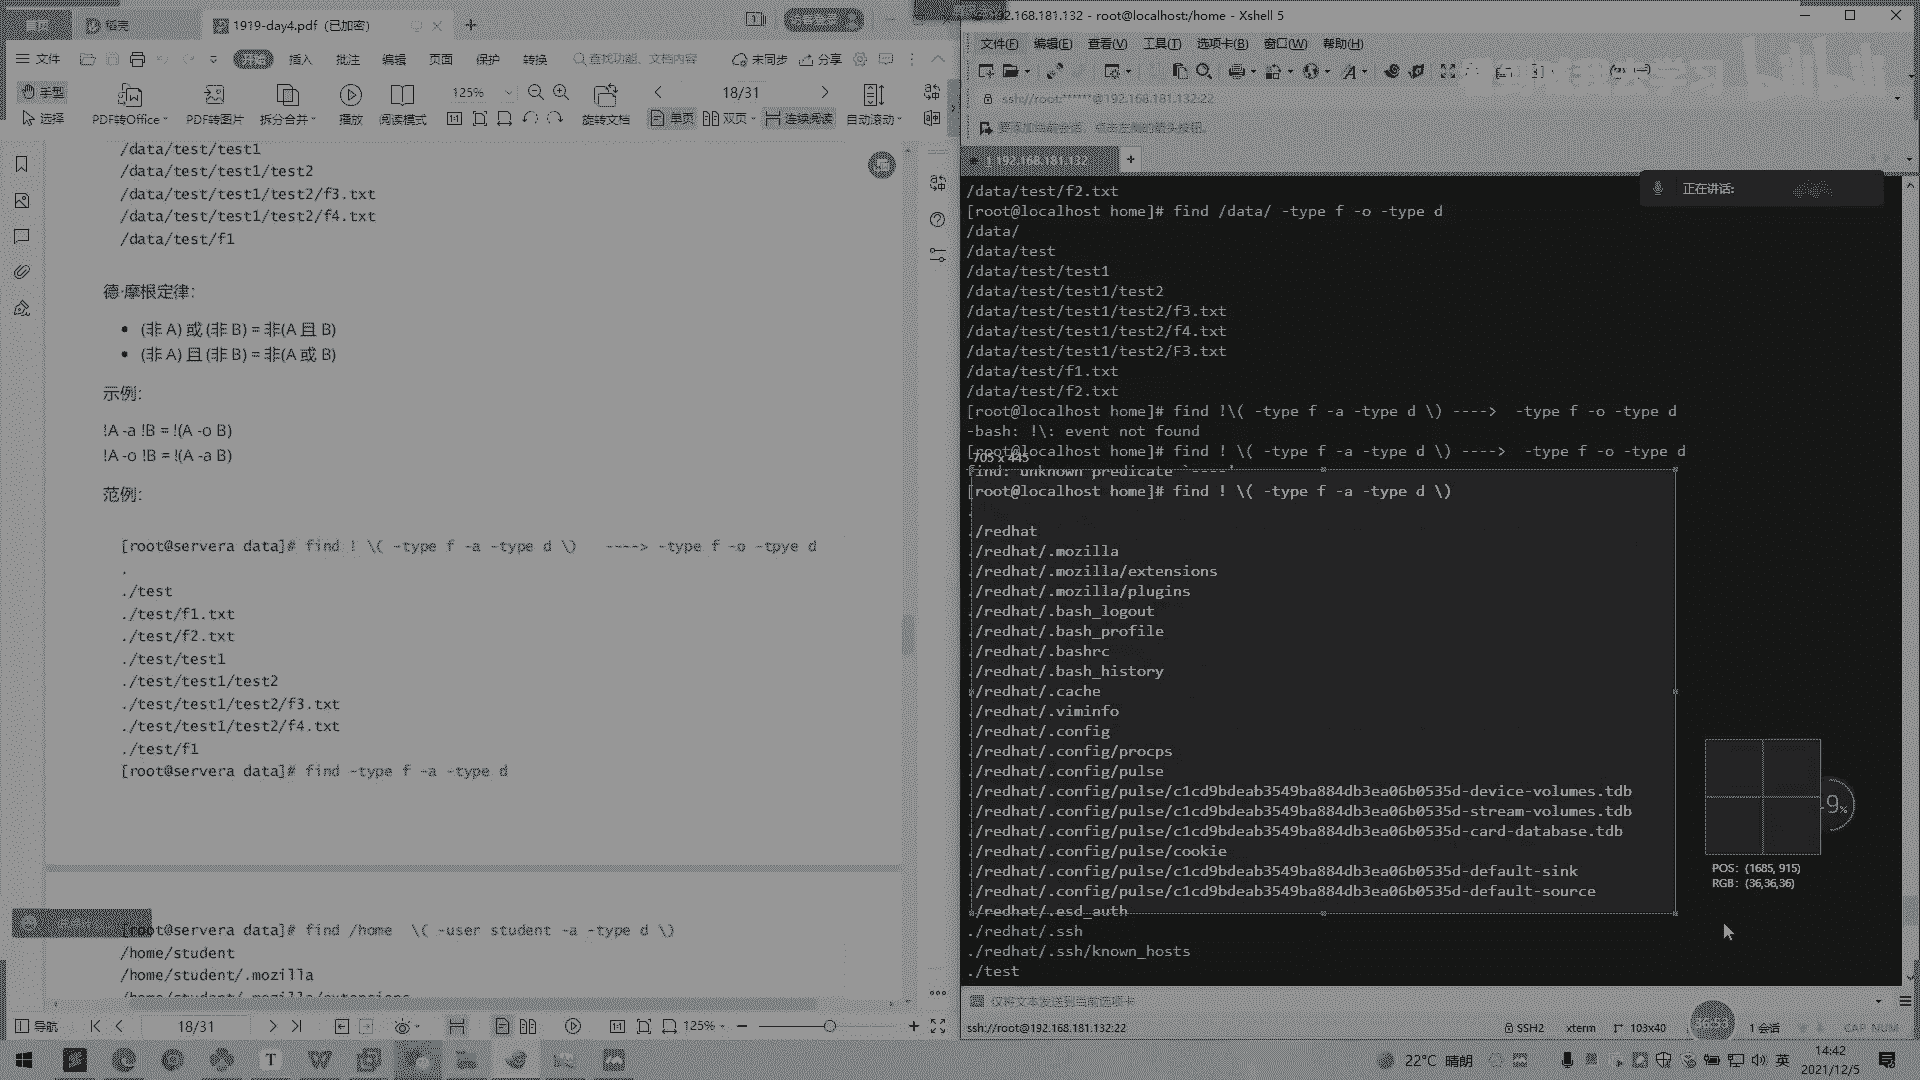 稻壳
1919-day4.pdf (已加密)
文件
开始
插入
批注
编辑
页面
保护
转换
查找功能、文档内容
未同步
分享
手型
选择
PDF转Office
PDF转图片
拆分合并
播放
阅读模式
125%
旋转文档
18/31
单页
双页
连续阅读
自动滚动
/data/test/test1
/data/test/test1/test2
/data/test/test1/test2/f3.txt
/data/test/test1/test2/f4.txt
/data/test/f1
德·摩根定律:
(非 A) 或 (非 B) = 非(A 且 B)
(非 A) 且 (非 B) = 非(A 或 B)
示例:
!A -a !B = !(A -o B)
!A -o !B = !(A -a B)
范例:
[root@servera data]# find ! \( -type f -a -type d \)   ----> -type f -o -tpye d
.
./test
./test/f1.txt
./test/f2.txt
./test/test1
./test/test1/test2
./test/test1/test2/f3.txt
./test/test1/test2/f4.txt
./test/f1
[root@servera data]# find -type f -a -type d
[root@servera data]# find /home  \( -user student -a -type d \)
/home/student
/home/student/.mozilla
/home/student/.mozilla/extensions
导航
18/31
125%
192.168.181.132 - root@localhost:/home - Xshell 5
文件(F)
编辑(E)
查看(V)
工具(T)
选项卡(B)
窗口(W)
帮助(H)
ssh://root:******@192.168.181.132:22
要添加当前会话，点击左侧的箭头按钮。
1 192.168.181.132
正在讲话:
/data/test/f2.txt
[root@localhost home]# find /data/ -type f -o -type d
/data/
/data/test
/data/test/test1
/data/test/test1/test2
/data/test/test1/test2/f3.txt
/data/test/test1/test2/f4.txt
/data/test/test1/test2/F3.txt
/data/test/f1.txt
/data/test/f2.txt
[root@localhost home]# find !\( -type f -a -type d \) ---->  -type f -o -type d
-bash: !\: event not found
[root@localhost home]# find ! \( -type f -a -type d \) ---->  -type f -o -type d
705 x 445
find: unknown predicate `----'
[root@localhost home]# find ! \( -type f -a -type d \)
.
./redhat
./redhat/.mozilla
./redhat/.mozilla/extensions
./redhat/.mozilla/plugins
./redhat/.bash_logout
./redhat/.bash_profile
./redhat/.bashrc
./redhat/.bash_history
./redhat/.cache
./redhat/.viminfo
./redhat/.config
./redhat/.config/procps
./redhat/.config/pulse
./redhat/.config/pulse/c1cd9bdeab3549ba884db3ea06b0535d-device-volumes.tdb
./redhat/.config/pulse/c1cd9bdeab3549ba884db3ea06b0535d-stream-volumes.tdb
./redhat/.config/pulse/c1cd9bdeab3549ba884db3ea06b0535d-card-database.tdb
./redhat/.config/pulse/cookie
./redhat/.config/pulse/c1cd9bdeab3549ba884db3ea06b0535d-default-sink
./redhat/.config/pulse/c1cd9bdeab3549ba884db3ea06b0535d-default-source
./redhat/.esd_auth
./redhat/.ssh
./redhat/.ssh/known_hosts
./test
POS: (1685, 915)
RGB: (36,36,36)
仅将文本发送到当前选项卡
ssh://root@192.168.181.132:22
SSH2
xterm
103x40
1 会话
CAP NUM
22°C 晴朗
英
14:42
2021/12/5